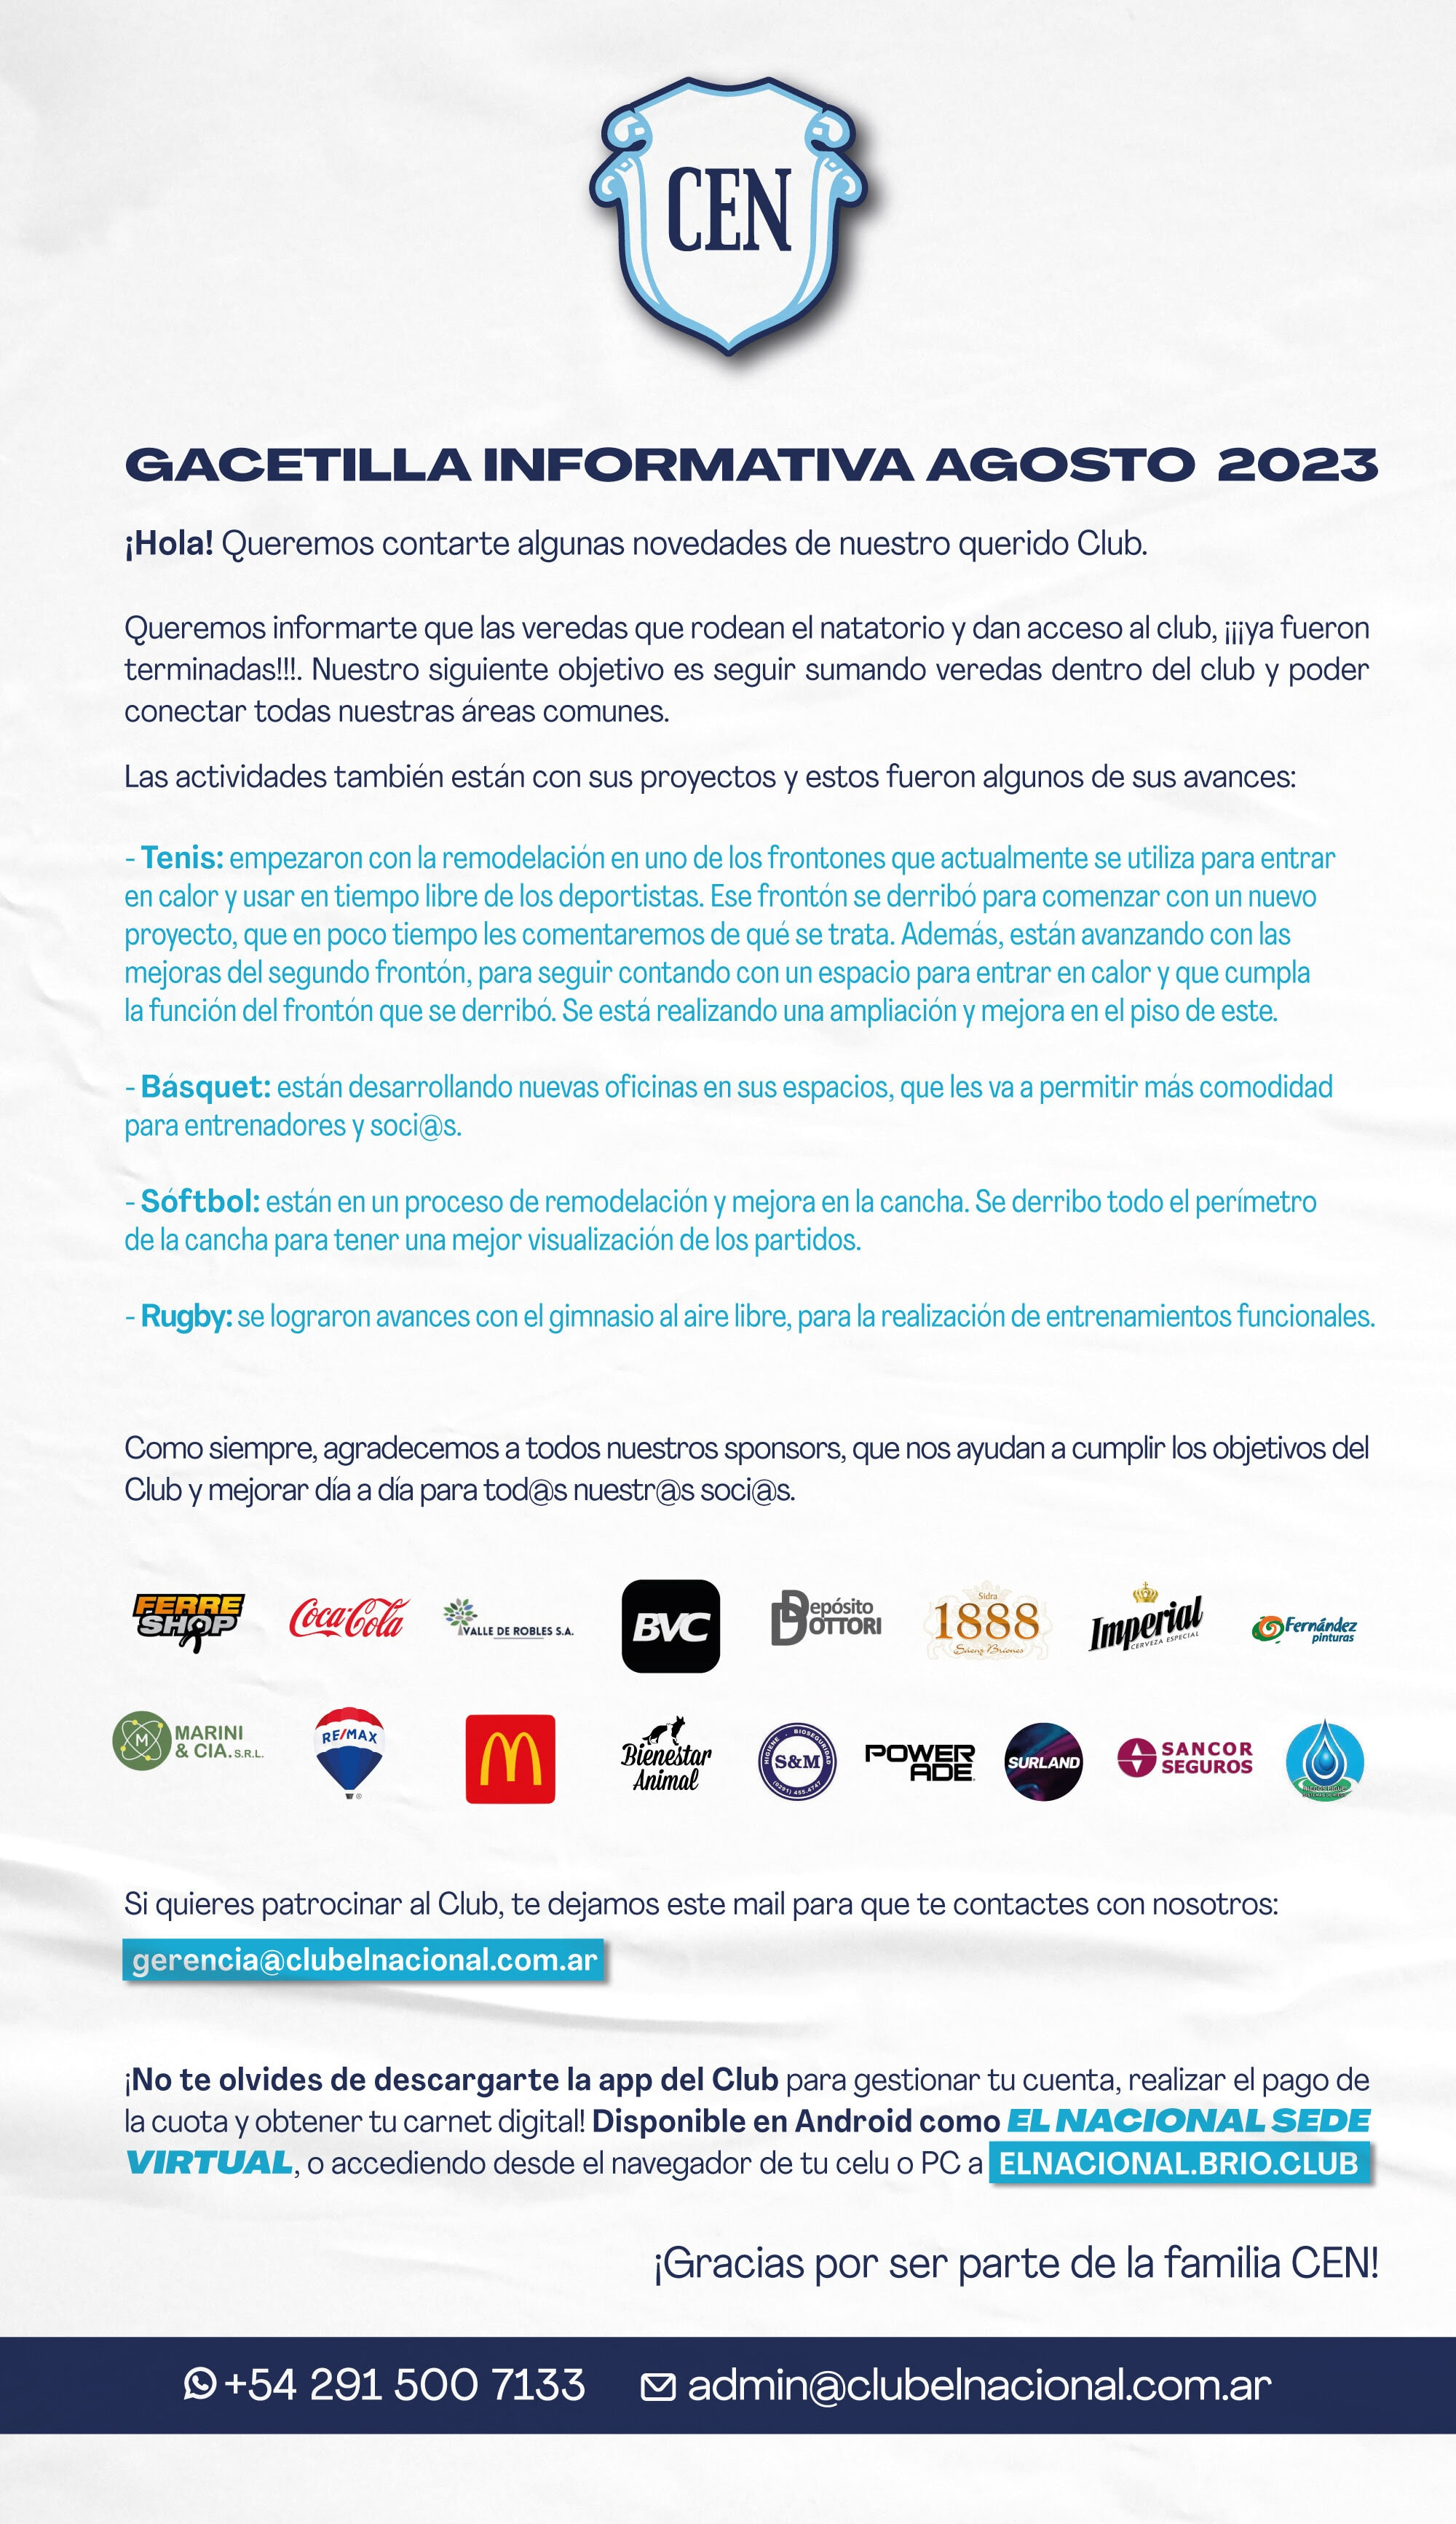 CEN
GACETILLA INFORMATIVA AGOSTO 2023
¡Hola! Queremos contarte algunas novedades de nuestro querido Club.
Queremos informarte que las veredas que rodean el natatorio y dan acceso al club, ¡¡¡ya fueron
terminadas!!!. Nuestro siguiente objetivo es seguir sumando veredas dentro del club y poder
conectar todas nuestras áreas comunes.
Las actividades también están con sus proyectos y estos fueron algunos de sus avances:
- Tenis: empezaron con la remodelación en uno de los frontones que actualmente se utiliza para entrar
en calor y usar en tiempo libre de los deportistas. Ese frontón se derribó para comenzar con un nuevo
proyecto, que en poco tiempo les comentaremos de qué se trata. Además, están avanzando con las
mejoras del segundo frontón, para seguir contando con un espacio para entrar en calor y que cumpla
la función del frontón que se derribó. Se está realizando una ampliación y mejora en el piso de este.
- Básquet: están desarrollando nuevas oficinas en sus espacios, que les va a permitir más comodidad
para entrenadores y soci@s.
- Sóftbol: están en un proceso de remodelación y mejora en la cancha. Se derribo todo el perímetro
de la cancha para tener una mejor visualización de los partidos.
- Rugby: se lograron avances con el gimnasio al aire libre, para la realización de entrenamientos funcionales.
Como siempre, agradecemos a todos nuestros sponsors, que nos ayudan a cumplir los objetivos del
Club y mejorar día a día para tod@s nuestr@s soci@s.
FERRE
SHOP
Coca-Cola
VALLE DE ROBLES S.A.
BVC
Depósito
DOTTORI
Sidra
1888
Sáenz Briones
Imperial
CERVEZA ESPECIAL
Fernández
pinturas
M
MARINI
& CIA. S.R.L.
RE/MAX
Bienestar
Animal
HIGIENE · BIOSEGURIDAD
S&M
(0291) 455.4747
POWER
ADE
SURLAND
SANCOR
SEGUROS
Si quieres patrocinar al Club, te dejamos este mail para que te contactes con nosotros:
gerencia@clubelnacional.com.ar
¡No te olvides de descargarte la app del Club para gestionar tu cuenta, realizar el pago de
la cuota y obtener tu carnet digital! Disponible en Android como EL NACIONAL SEDE
VIRTUAL, o accediendo desde el navegador de tu celu o PC a ELNACIONAL.BRIO.CLUB
¡Gracias por ser parte de la familia CEN!
+54 291 500 7133 admin@clubelnacional.com.ar